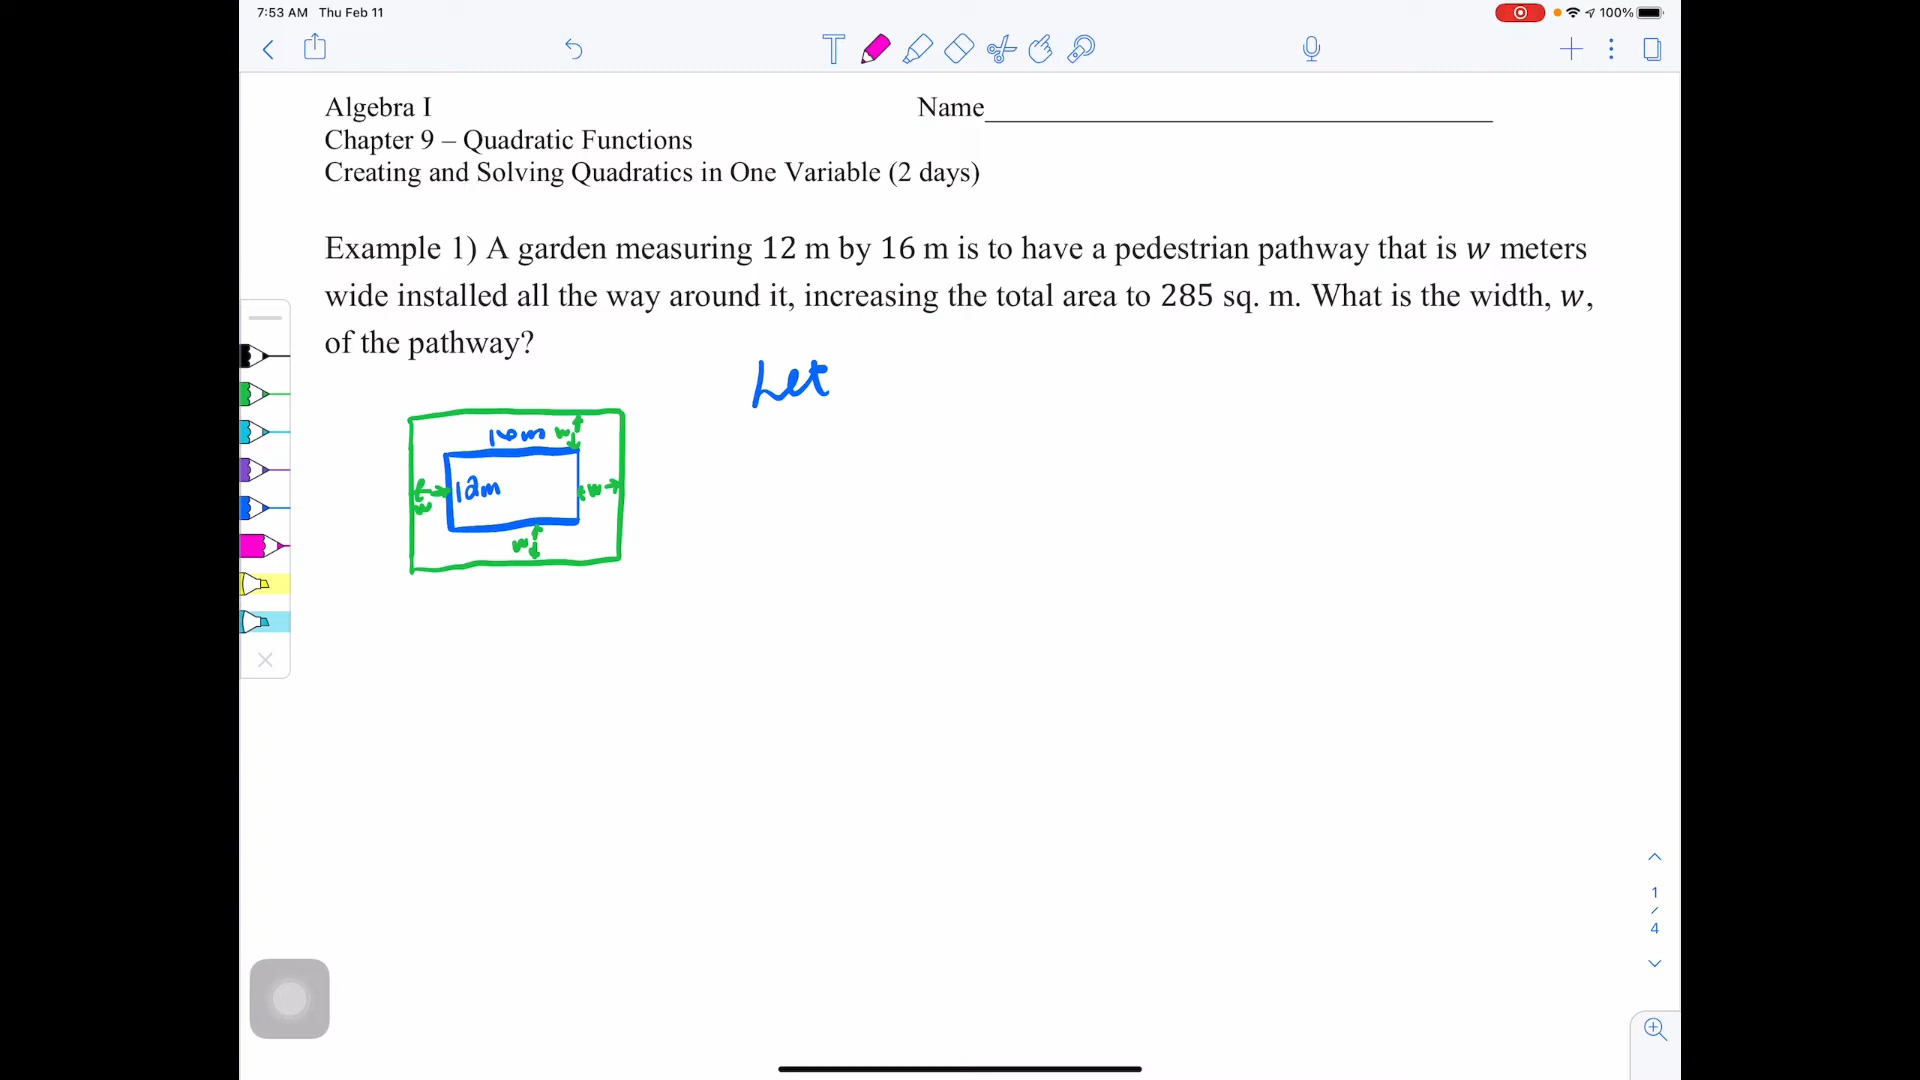 7:53 AM Thu Feb 11
100%
Algebra I
Name
Chapter 9 – Quadratic Functions
Creating and Solving Quadratics in One Variable (2 days)
Example 1) A garden measuring 12 m by 16 m is to have a pedestrian pathway that is w meters
wide installed all the way around it, increasing the total area to 285 sq. m. What is the width, w,
of the pathway?
Let
16m w
12m w
w
w
1
/
4